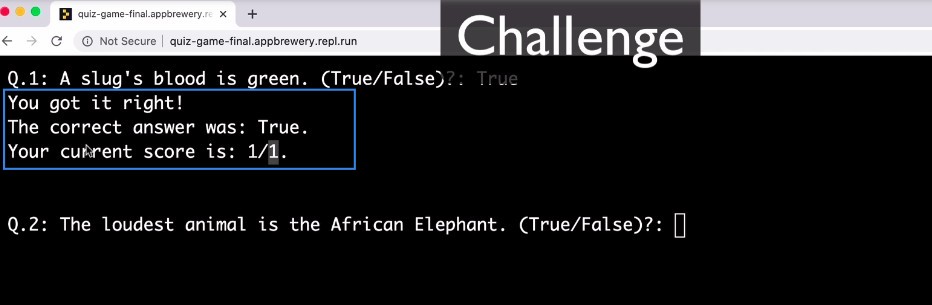 quiz-game-final.appbrewery.re
Challenge
Not Secure | quiz-game-final.appbrewery.repl.run
Q.1: A slug's blood is green. (True/False)?: True
You got it right!
The correct answer was: True.
Your current score is: 1/1.
Q.2: The loudest animal is the African Elephant. (True/False)?: